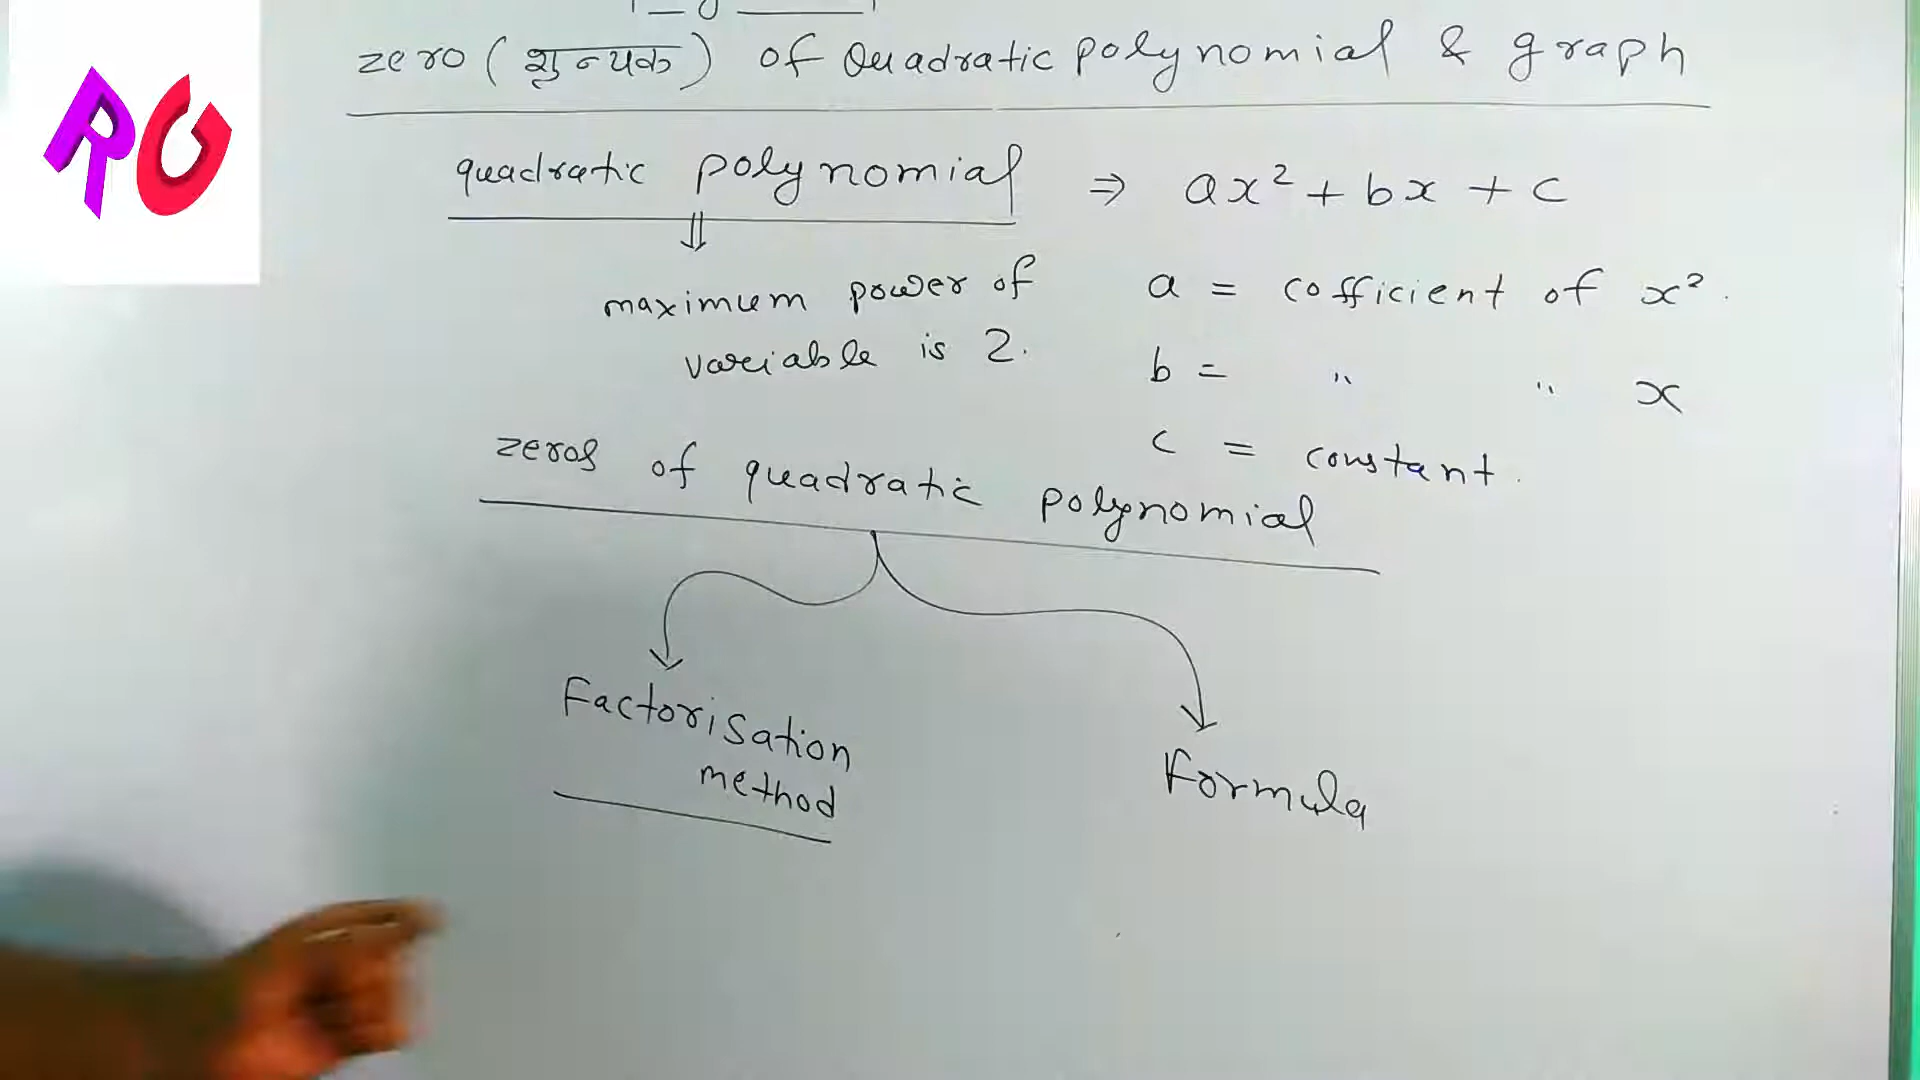 zero (शुन्यक) of Quadratic polynomial & graph
quadratic polynomial ⇒ ax² + bx + c
⇓
maximum power of
variable is 2.
a = cofficient of x².
b = " " x
c = constant.
zeros of quadratic polynomial
Factorisation
method
Formula
RG